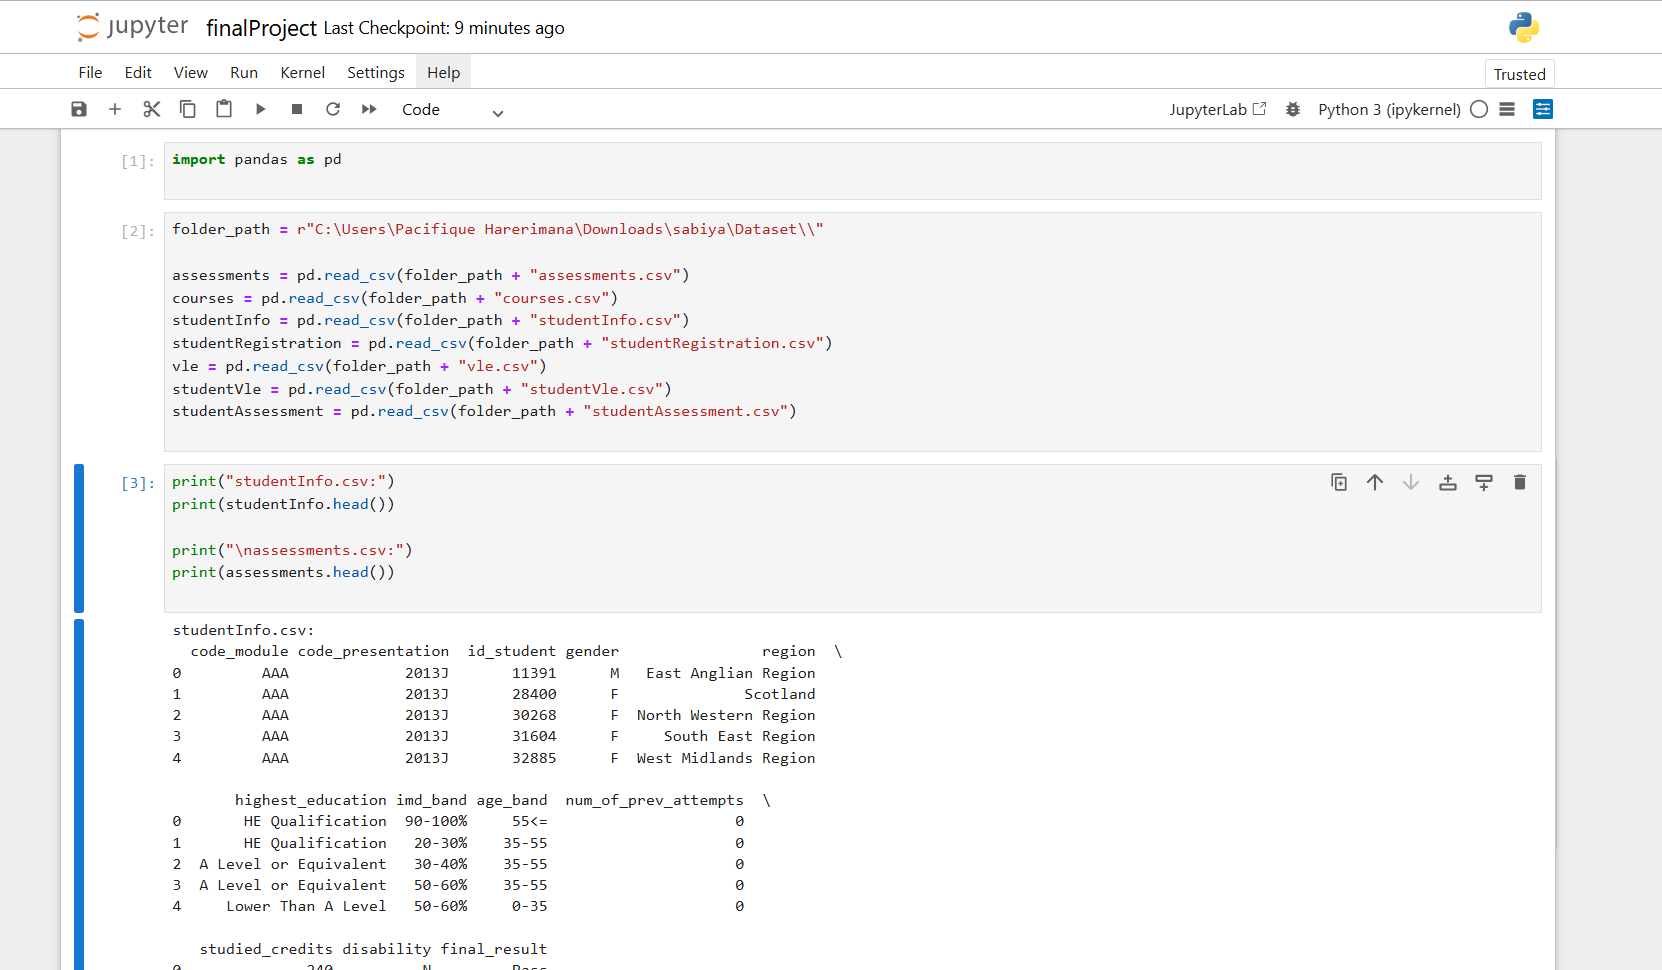 jupyter finalProject Last Checkpoint: 9 minutes ago
File Edit View Run Kernel Settings Help
Trusted
Code
JupyterLab Python 3 (ipykernel)
[1]: import pandas as pd
[2]: folder_path = r"C:\Users\Pacifique Harerimana\Downloads\sabiya\Dataset\\"
assessments = pd.read_csv(folder_path + "assessments.csv")
courses = pd.read_csv(folder_path + "courses.csv")
studentInfo = pd.read_csv(folder_path + "studentInfo.csv")
studentRegistration = pd.read_csv(folder_path + "studentRegistration.csv")
vle = pd.read_csv(folder_path + "vle.csv")
studentVle = pd.read_csv(folder_path + "studentVle.csv")
studentAssessment = pd.read_csv(folder_path + "studentAssessment.csv")
[3]: print("studentInfo.csv:")
print(studentInfo.head())
print("\nassessments.csv:")
print(assessments.head())
studentInfo.csv:
code_module code_presentation id_student gender region \
0 AAA 2013J 11391 M East Anglian Region
1 AAA 2013J 28400 F Scotland
2 AAA 2013J 30268 F North Western Region
3 AAA 2013J 31604 F South East Region
4 AAA 2013J 32885 F West Midlands Region
highest_education imd_band age_band num_of_prev_attempts \
0 HE Qualification 90-100% 55<= 0
1 HE Qualification 20-30% 35-55 0
2 A Level or Equivalent 30-40% 35-55 0
3 A Level or Equivalent 50-60% 35-55 0
4 Lower Than A Level 50-60% 0-35 0
studied_credits disability final_result
0 240 N Pass